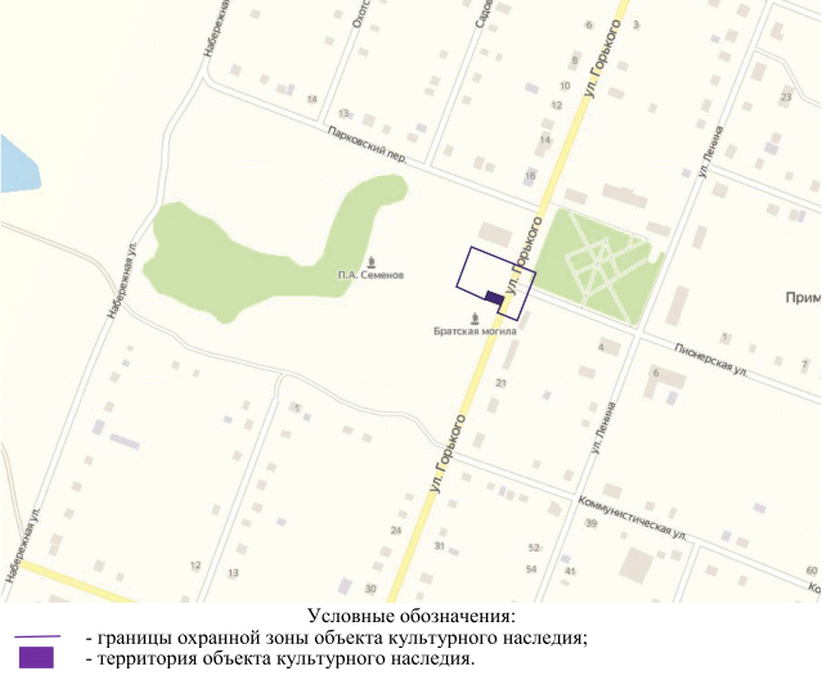 Набережная
Охотс
Садов
6
3
ул. Горького
8
10
12
23
14
13
14
Парковский пер.
ул. Ленина
16
ул. Горького
Набережная ул.
П.А. Семенов
Прим
Братская могила
1
4
Пионерская ул.
7
6
21
1
ул. Ленина
ул. Горького
Коммунистическая ул.
39
24
31
52
Набережная ул.
12
13
54
41
60
30
Ко
Условные обозначения:
- границы охранной зоны объекта культурного наследия;
- территория объекта культурного наследия.